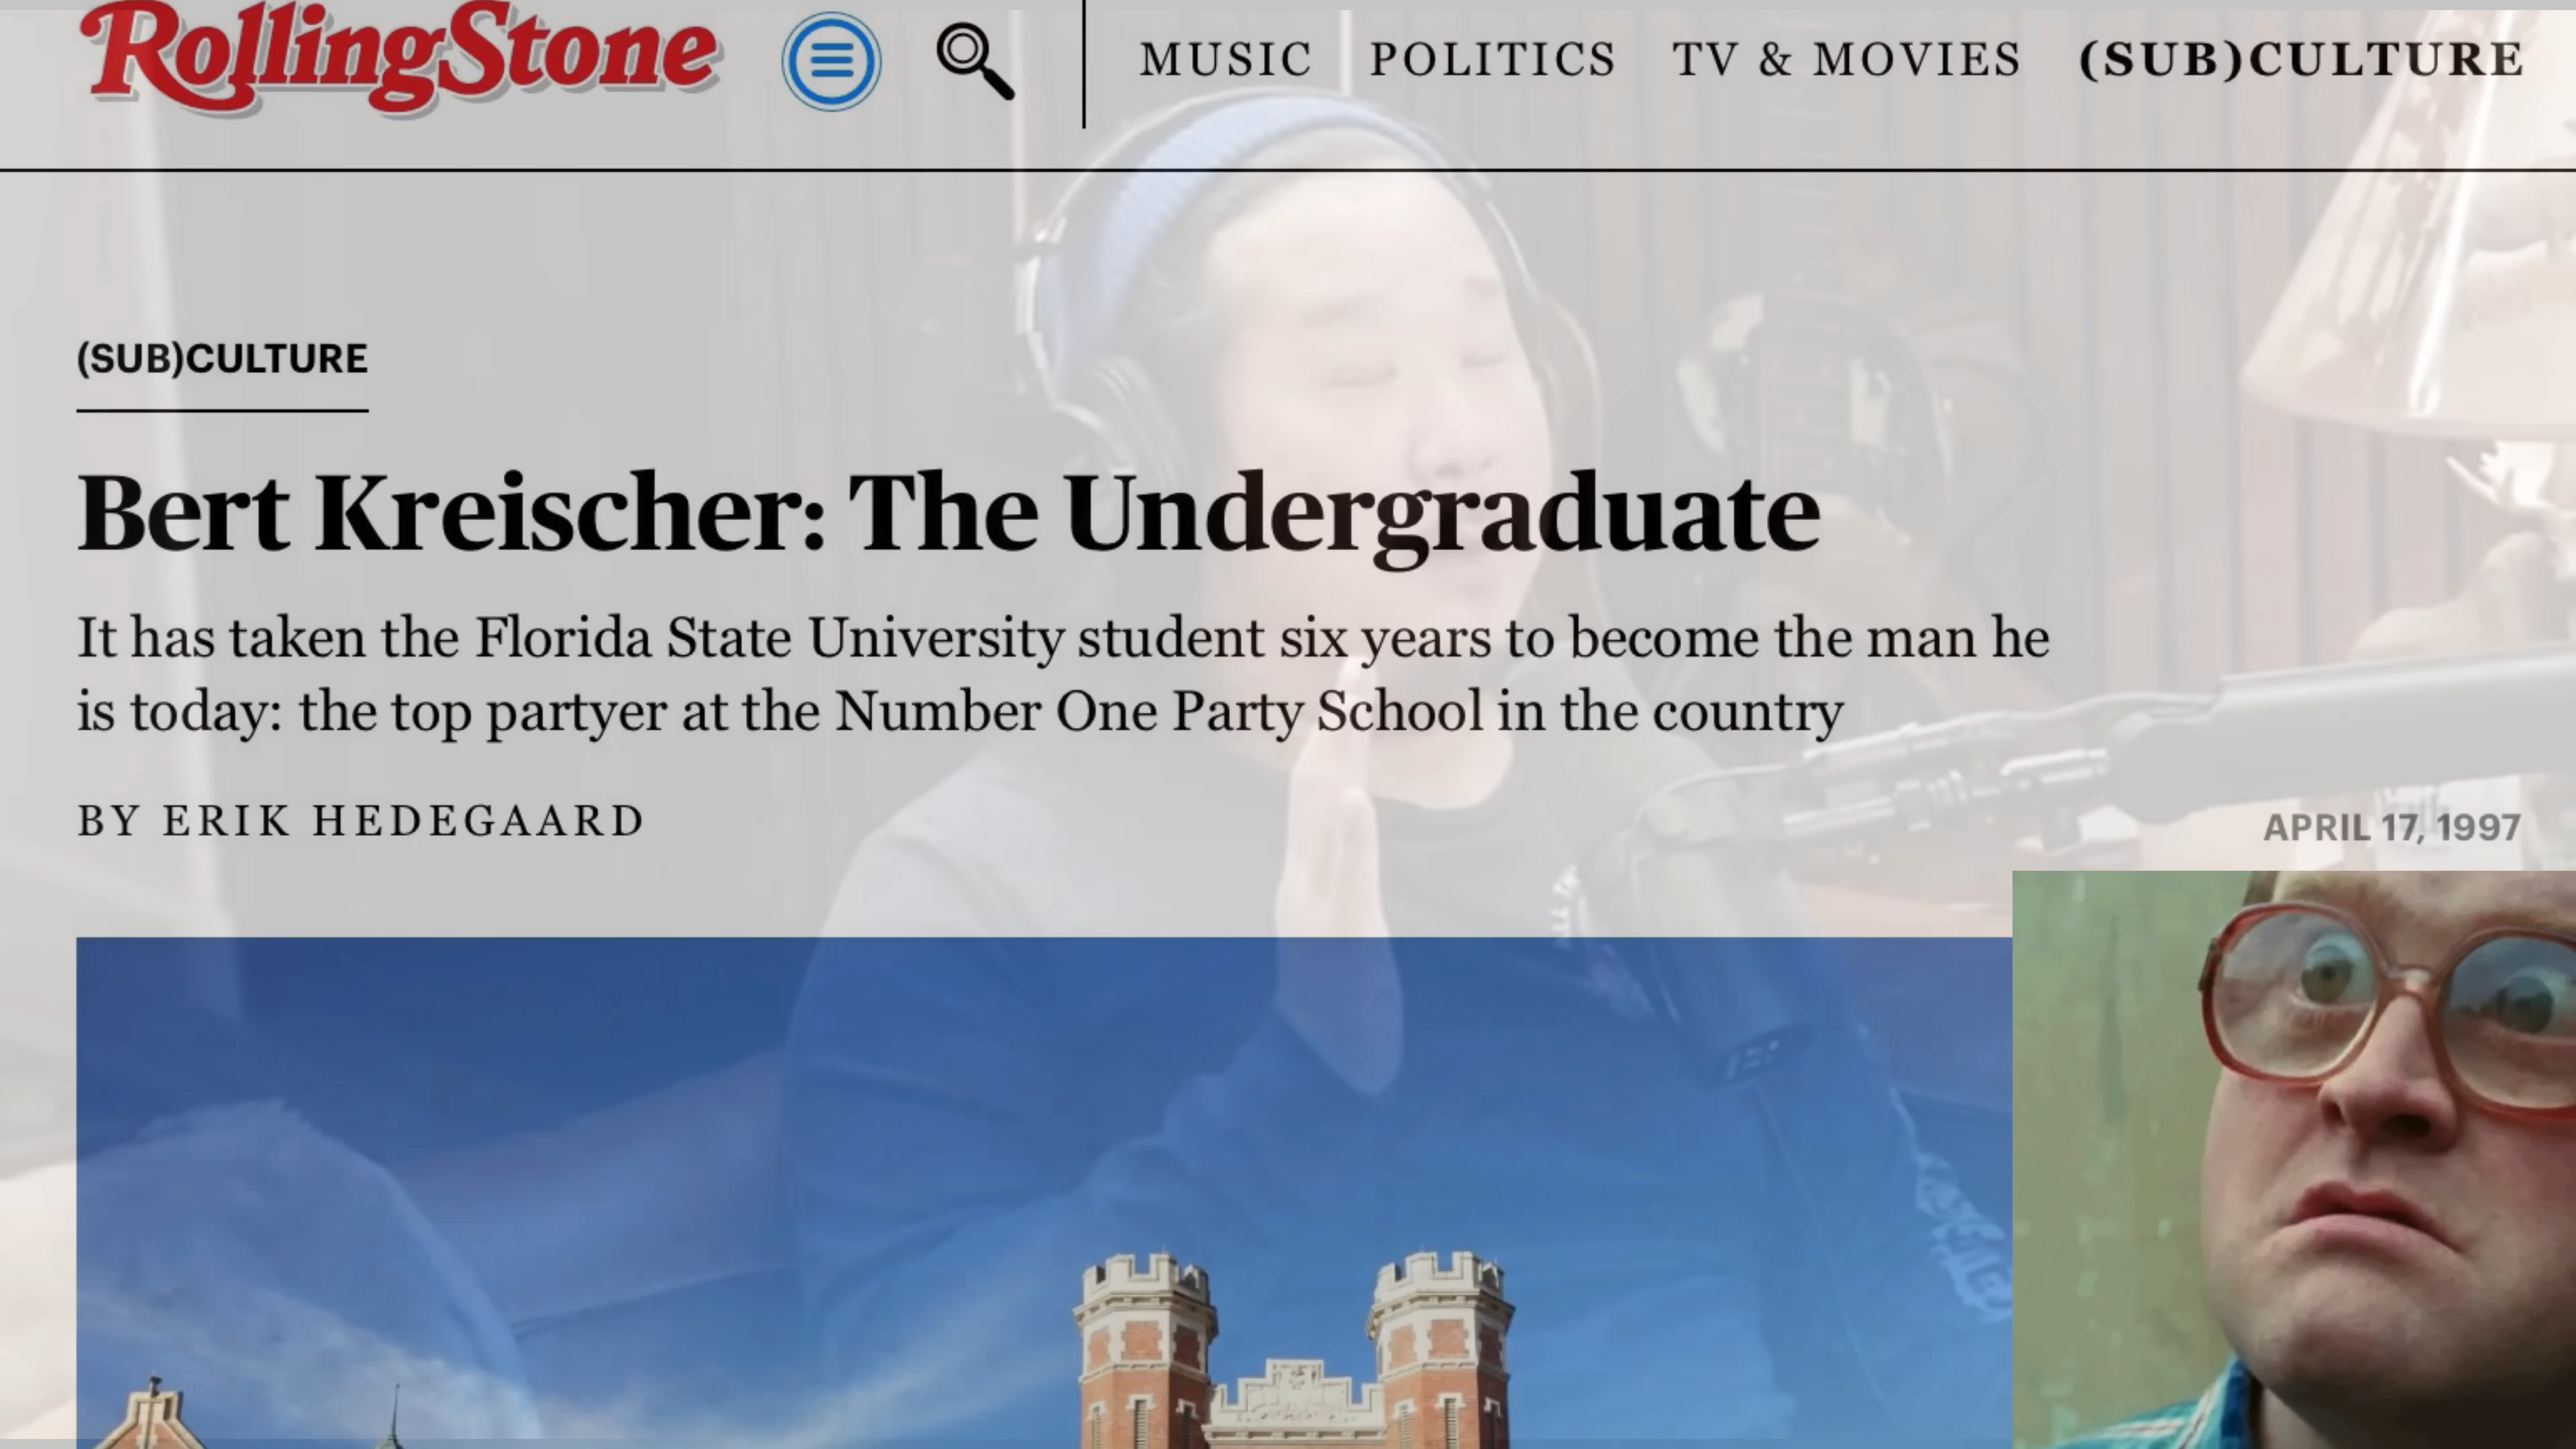 RollingStone
MUSIC POLITICS TV & MOVIES (SUB)CULTURE
(SUB)CULTURE
Bert Kreischer: The Undergraduate
It has taken the Florida State University student six years to become the man he
is today: the top partyer at the Number One Party School in the country
BY ERIK HEDEGAARD
APRIL 17, 1997